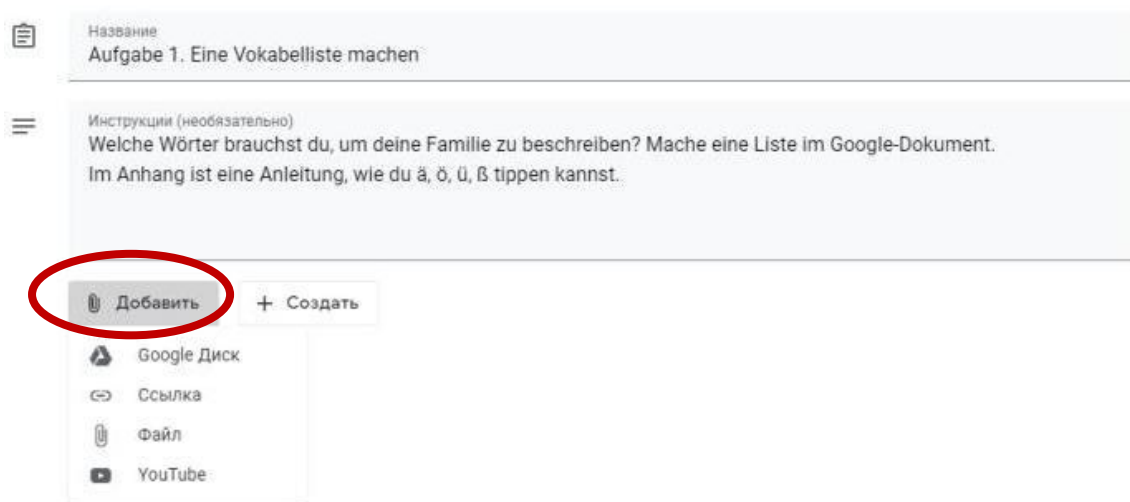 Название
Aufgabe 1. Eine Vokabelliste machen
Инструкции (необязательно)
Welche Wörter brauchst du, um deine Familie zu beschreiben? Mache eine Liste im Google-Dokument.
Im Anhang ist eine Anleitung, wie du ä, ö, ü, ß tippen kannst.
Добавить + Создать
Google Диск
Ссылка
Файл
YouTube